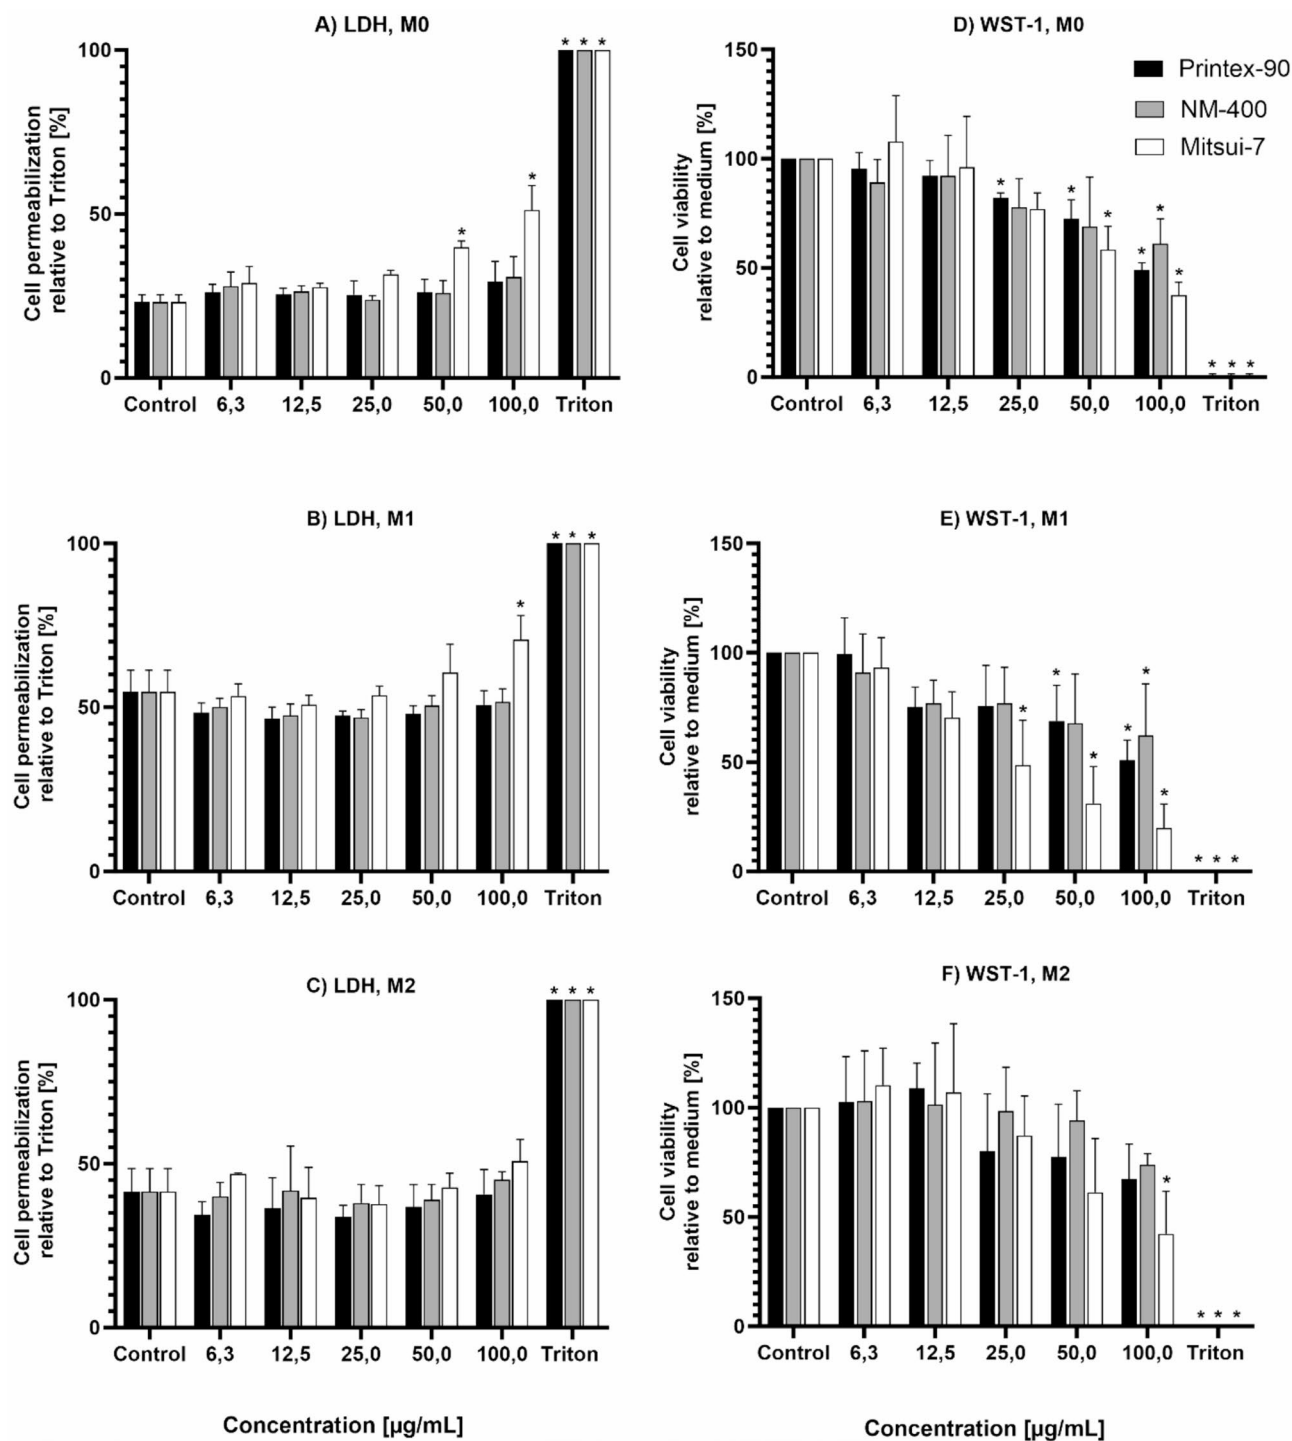 A) LDH, M0
100
50
0
Cell permeabilization
relative to Triton [%]
* * *
*
*
Control 6,3 12,5 25,0 50,0 100,0 Triton
D) WST-1, M0
150
100
50
0
Cell viability
relative to medium [%]
Printex-90
NM-400
Mitsui-7
*
* *
* * *
* * *
Control 6,3 12,5 25,0 50,0 100,0 Triton
B) LDH, M1
100
50
0
Cell permeabilization
relative to Triton [%]
* * *
*
Control 6,3 12,5 25,0 50,0 100,0 Triton
E) WST-1, M1
150
100
50
0
Cell viability
relative to medium [%]
*
* *
* * *
* * *
Control 6,3 12,5 25,0 50,0 100,0 Triton
C) LDH, M2
100
50
0
Cell permeabilization
relative to Triton [%]
* * *
Control 6,3 12,5 25,0 50,0 100,0 Triton
Concentration [µg/mL]
F) WST-1, M2
150
100
50
0
Cell viability
relative to medium [%]
*
* * *
Control 6,3 12,5 25,0 50,0 100,0 Triton
Concentration [µg/mL]